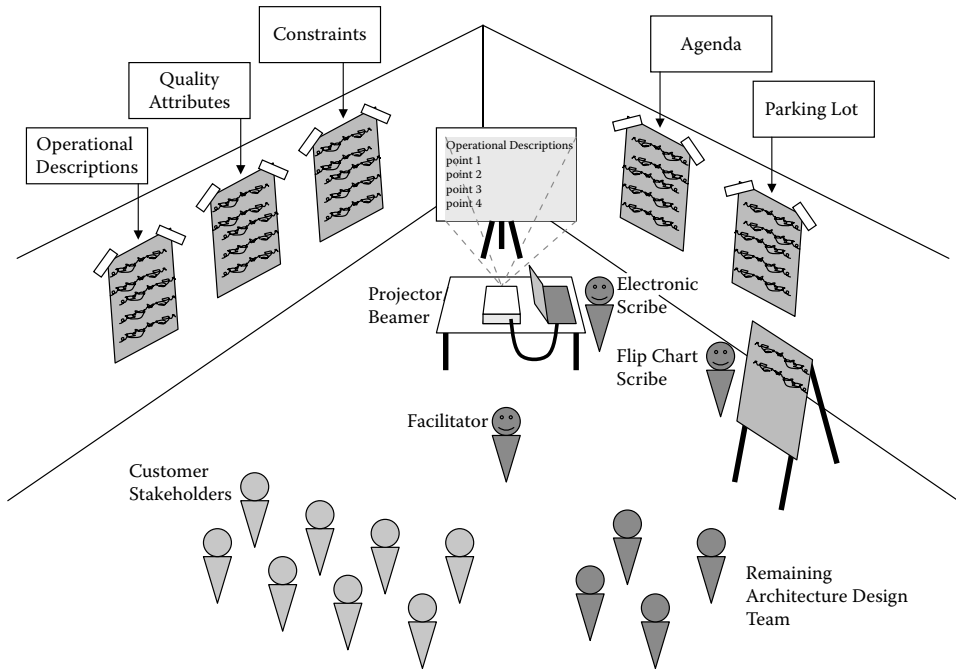 Constraints
Agenda
Quality
Attributes
Parking Lot
Operational
Descriptions
Operational Descriptions
point 1
point 2
point 3
point 4
Projector
Beamer
Electronic
Scribe
Flip Chart
Scribe
Facilitator
Customer
Stakeholders
Remaining
Architecture Design
Team